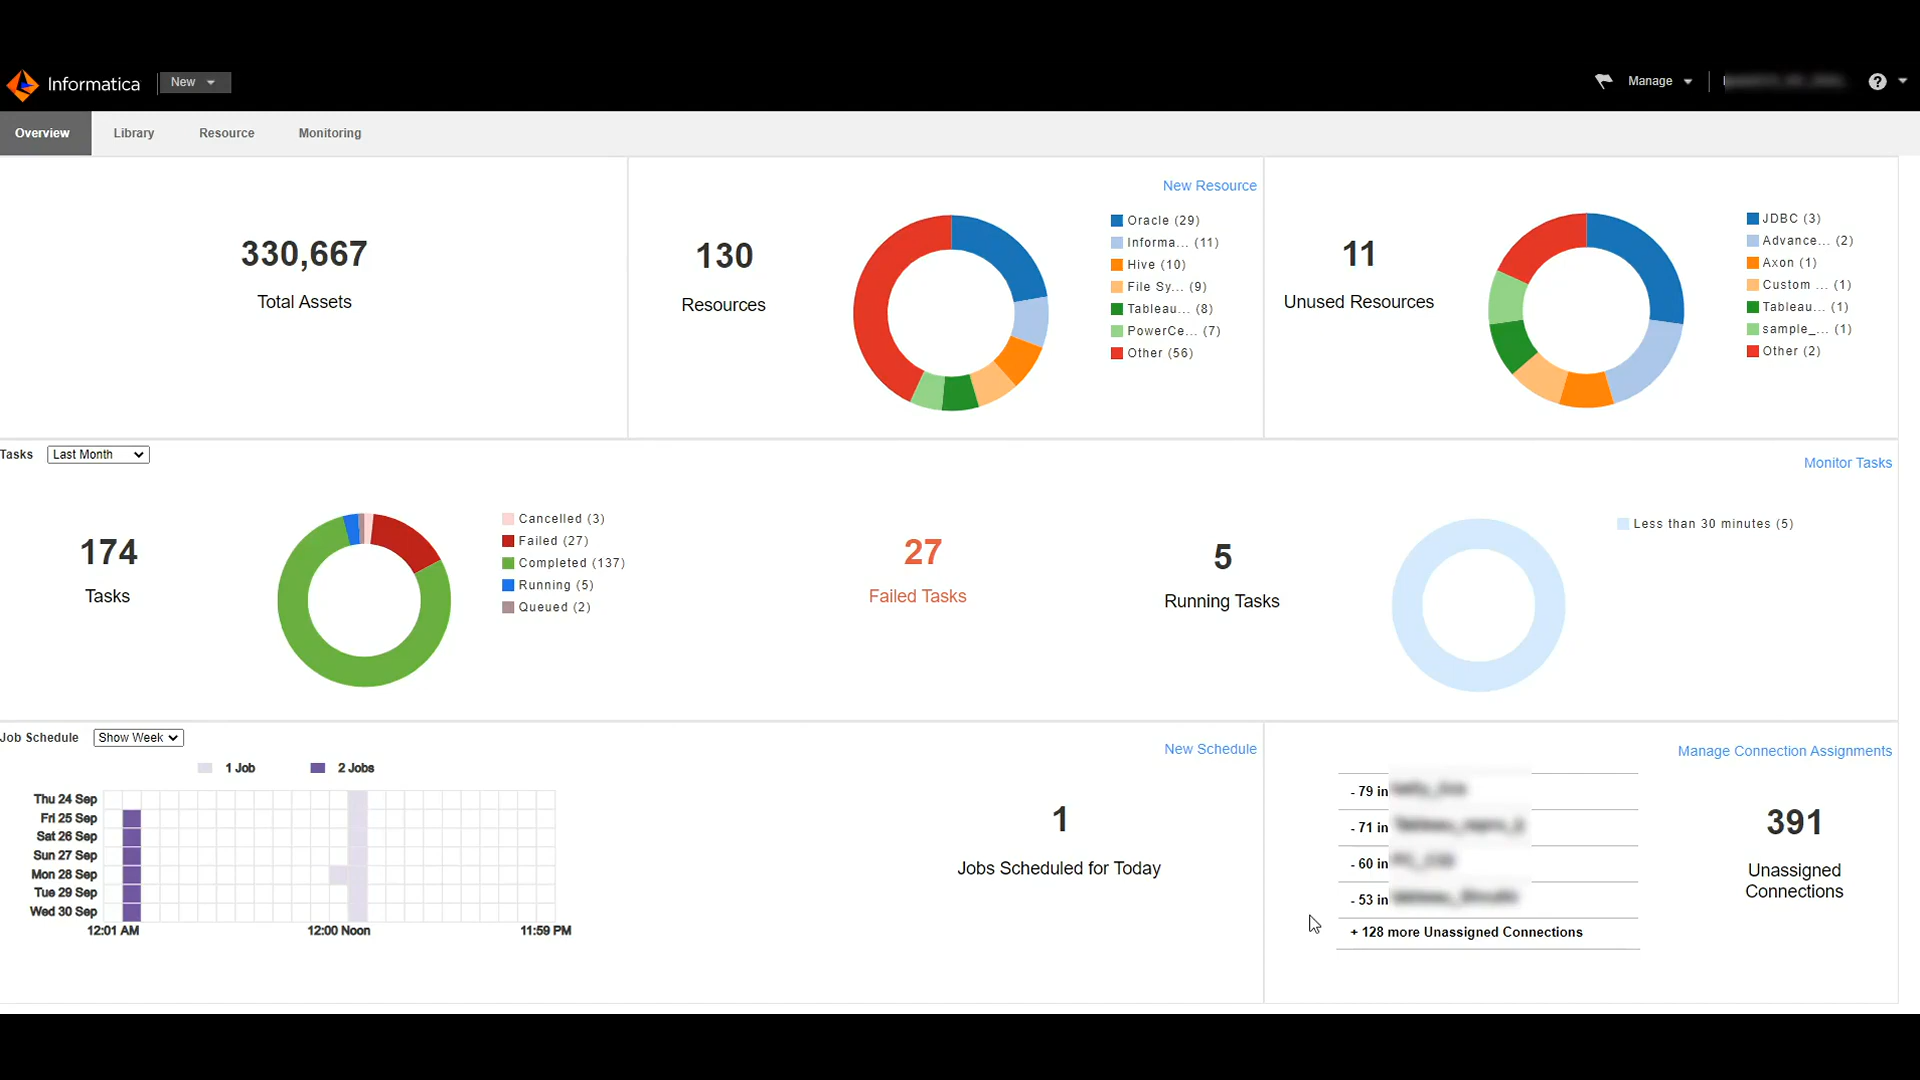 Informatica
New
Manage
?
Overview
Library
Resource
Monitoring
330,667
Total Assets
New Resource
130
Resources
Oracle (29)
Informa... (11)
Hive (10)
File Sy... (9)
Tableau... (8)
PowerCe... (7)
Other (56)
11
Unused Resources
JDBC (3)
Advance... (2)
Axon (1)
Custom ... (1)
Tableau... (1)
sample_... (1)
Other (2)
Tasks
Last Month
Monitor Tasks
174
Tasks
Cancelled (3)
Failed (27)
Completed (137)
Running (5)
Queued (2)
27
Failed Tasks
5
Running Tasks
Less than 30 minutes (5)
Job Schedule
Show Week
New Schedule
1 Job
2 Jobs
Thu 24 Sep
Fri 25 Sep
Sat 26 Sep
Sun 27 Sep
Mon 28 Sep
Tue 29 Sep
Wed 30 Sep
12:01 AM
12:00 Noon
11:59 PM
1
Jobs Scheduled for Today
Manage Connection Assignments
- 79 in
- 71 in
- 60 in
- 53 in
+ 128 more Unassigned Connections
391
Unassigned
Connections